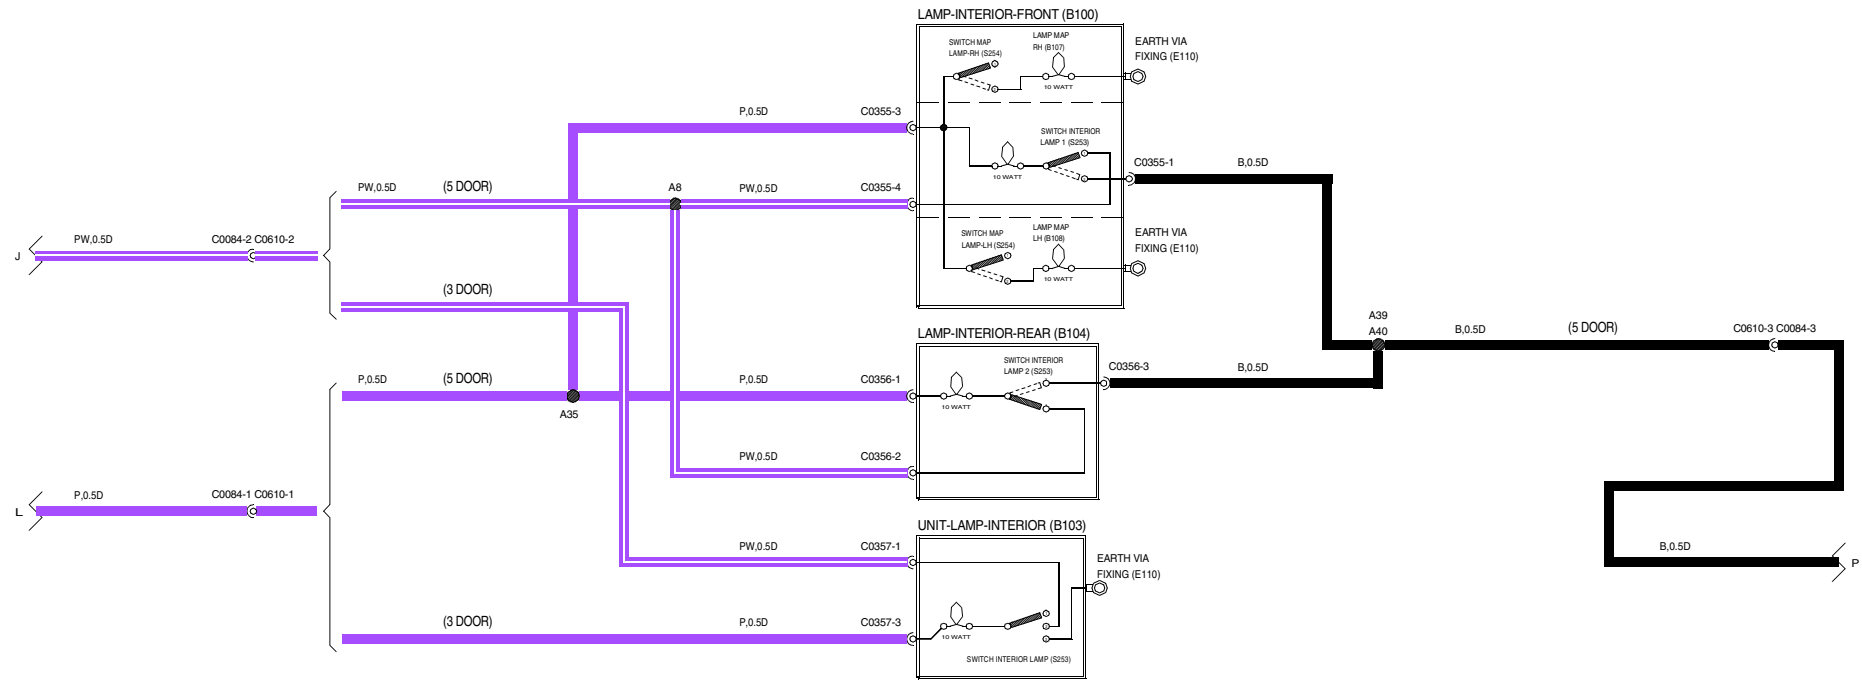 LAMP-INTERIOR-FRONT (B100)
SWITCH MAP
LAMP-RH (S254)
LAMP MAP
RH (B107)
10 WATT
EARTH VIA
FIXING (E110)
P,0.5D
C0355-3
SWITCH INTERIOR
LAMP 1 (S253)
10 WATT
C0355-1
B,0.5D
PW,0.5D
(5 DOOR)
A8
PW,0.5D
C0355-4
J
PW,0.5D
C0084-2 C0610-2
SWITCH MAP
LAMP-LH (S254)
LAMP MAP
LH (B108)
10 WATT
EARTH VIA
FIXING (E110)
(3 DOOR)
LAMP-INTERIOR-REAR (B104)
A39
A40
B,0.5D
(5 DOOR)
C0610-3 C0084-3
SWITCH INTERIOR
LAMP 2 (S253)
10 WATT
C0356-3
B,0.5D
P,0.5D
(5 DOOR)
A35
P,0.5D
C0356-1
PW,0.5D
C0356-2
L
P,0.5D
C0084-1 C0610-1
UNIT-LAMP-INTERIOR (B103)
PW,0.5D
C0357-1
EARTH VIA
FIXING (E110)
B,0.5D
P
(3 DOOR)
P,0.5D
C0357-3
10 WATT
SWITCH INTERIOR LAMP (S253)